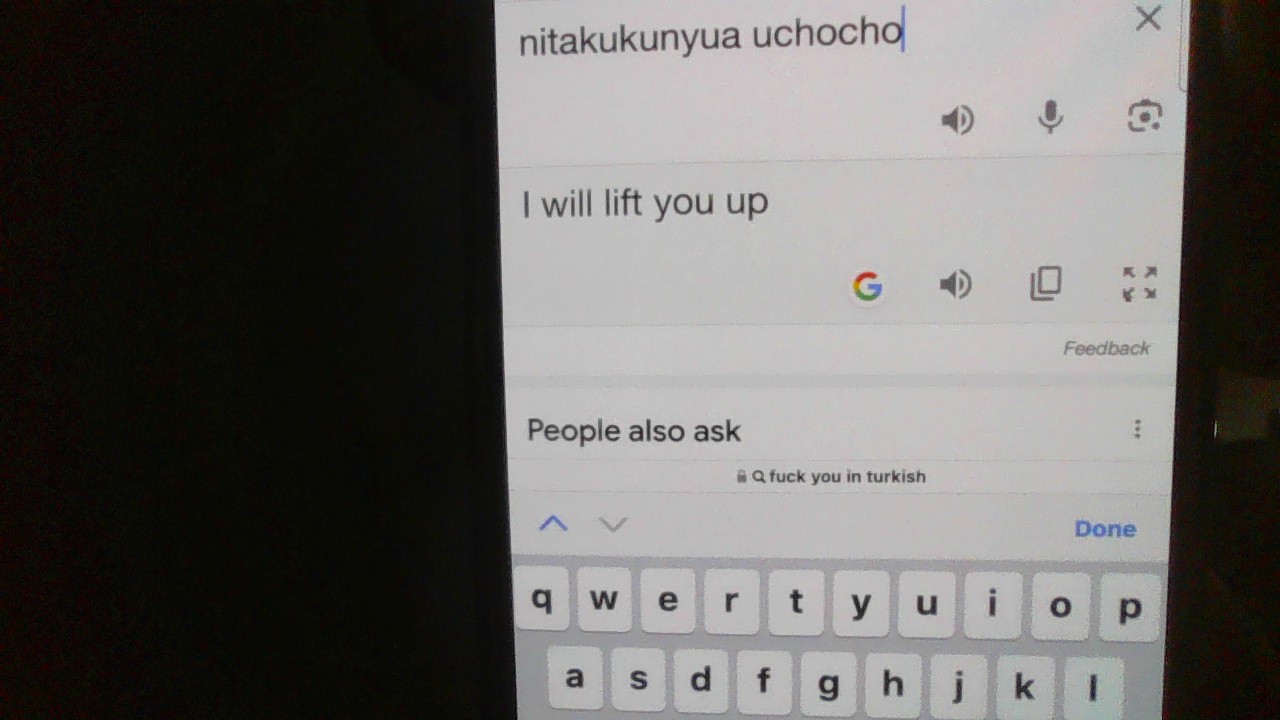 nitakukunyua uchocho
I will lift you up
Feedback
People also ask
fuck you in turkish
Done
q w e r t y u i o p
a s d f g h j k l